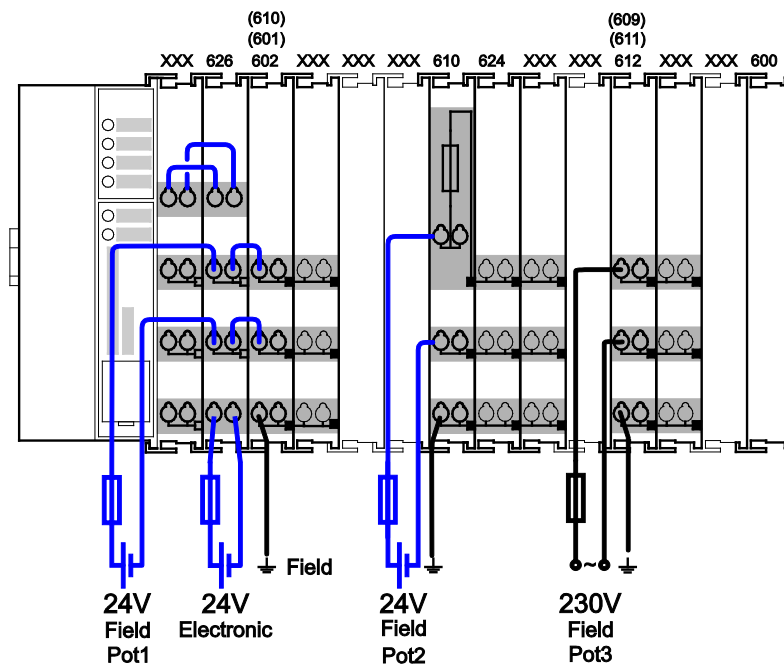 (610) (609)
(601) (611)
XXX 626 602 XXX XXX XXX 610 624 XXX XXX 612 XXX XXX 600
Field
24V 24V 24V 230V
Field Electronic Field Field
Pot1 Pot2 Pot3